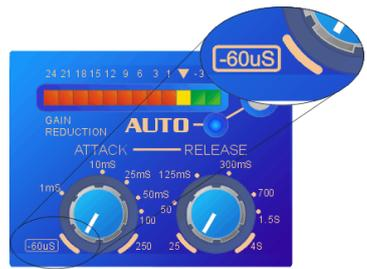 -60uS
24 21 18 15 12 9 6 3 1 -3
GAIN
REDUCTION
AUTO
ATTACK RELEASE
10mS 300mS
25mS 125mS
1mS 50mS 700
50
100 1.5S
-60uS 250 25 4S